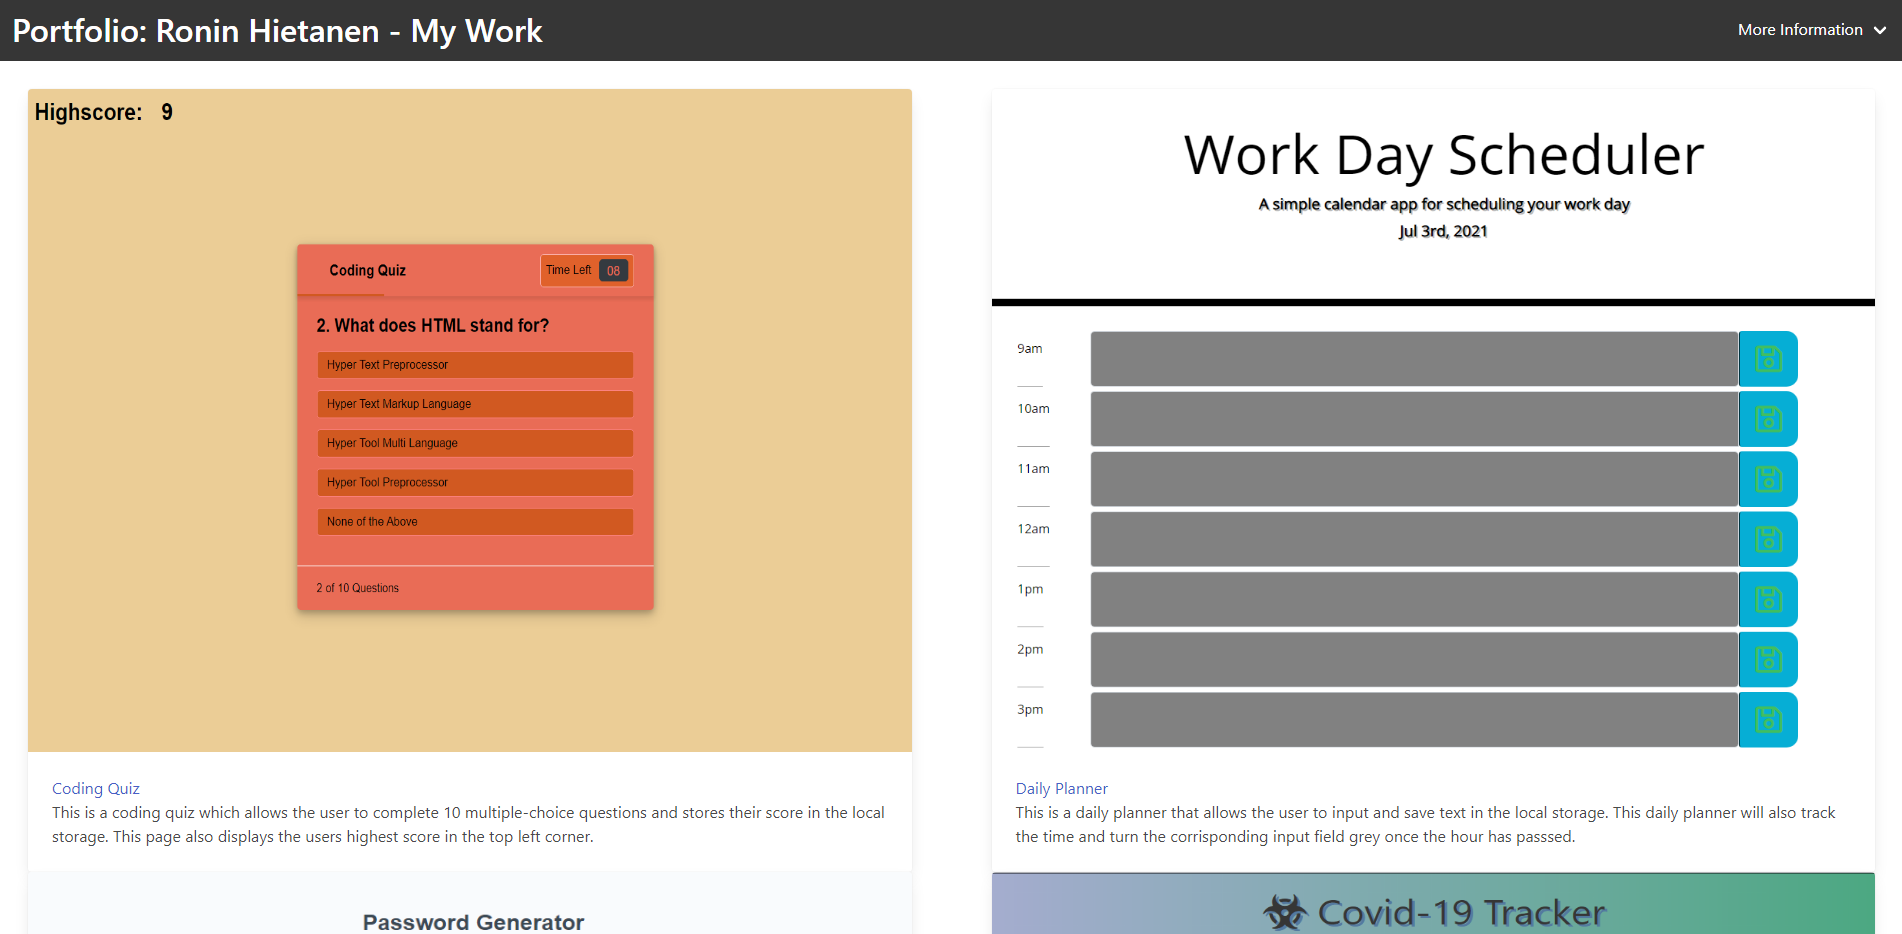 Portfolio: Ronin Hietanen - My Work
More Information
Highscore: 9
Coding Quiz
Time Left 08
2. What does HTML stand for?
Hyper Text Preprocessor
Hyper Text Markup Language
Hyper Tool Multi Language
Hyper Tool Preprocessor
None of the Above
2 of 10 Questions
Coding Quiz
This is a coding quiz which allows the user to complete 10 multiple-choice questions and stores their score in the local
storage. This page also displays the users highest score in the top left corner.
Password Generator
Work Day Scheduler
A simple calendar app for scheduling your work day
Jul 3rd, 2021
9am
10am
11am
12am
1pm
2pm
3pm
Daily Planner
This is a daily planner that allows the user to input and save text in the local storage. This daily planner will also track
the time and turn the corrisponding input field grey once the hour has passsed.
Covid-19 Tracker